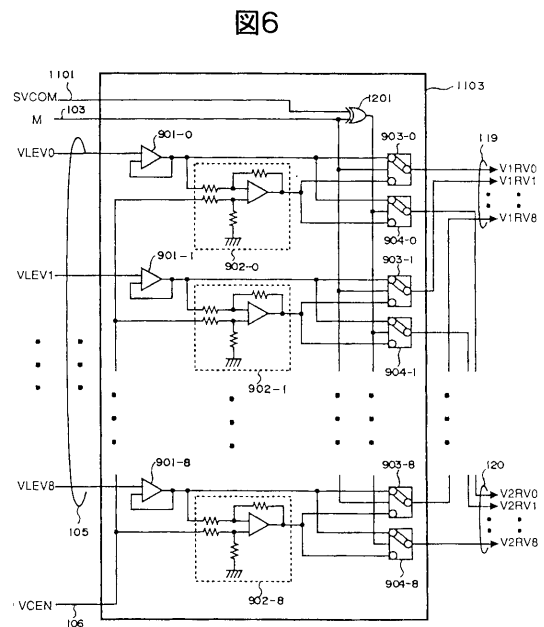 図6
1101
1103
SVCOM
103
1201
M
901-0
903-0
119
VLEV0
V1RV0
V1RV1
V1RV8
902-0
904-0
901-1
903-1
VLEV1
902-1
904-1
901-8
903-8
120
VLEV8
V2RV0
V2RV1
105
V2RV8
902-8
904-8
VCEN
106